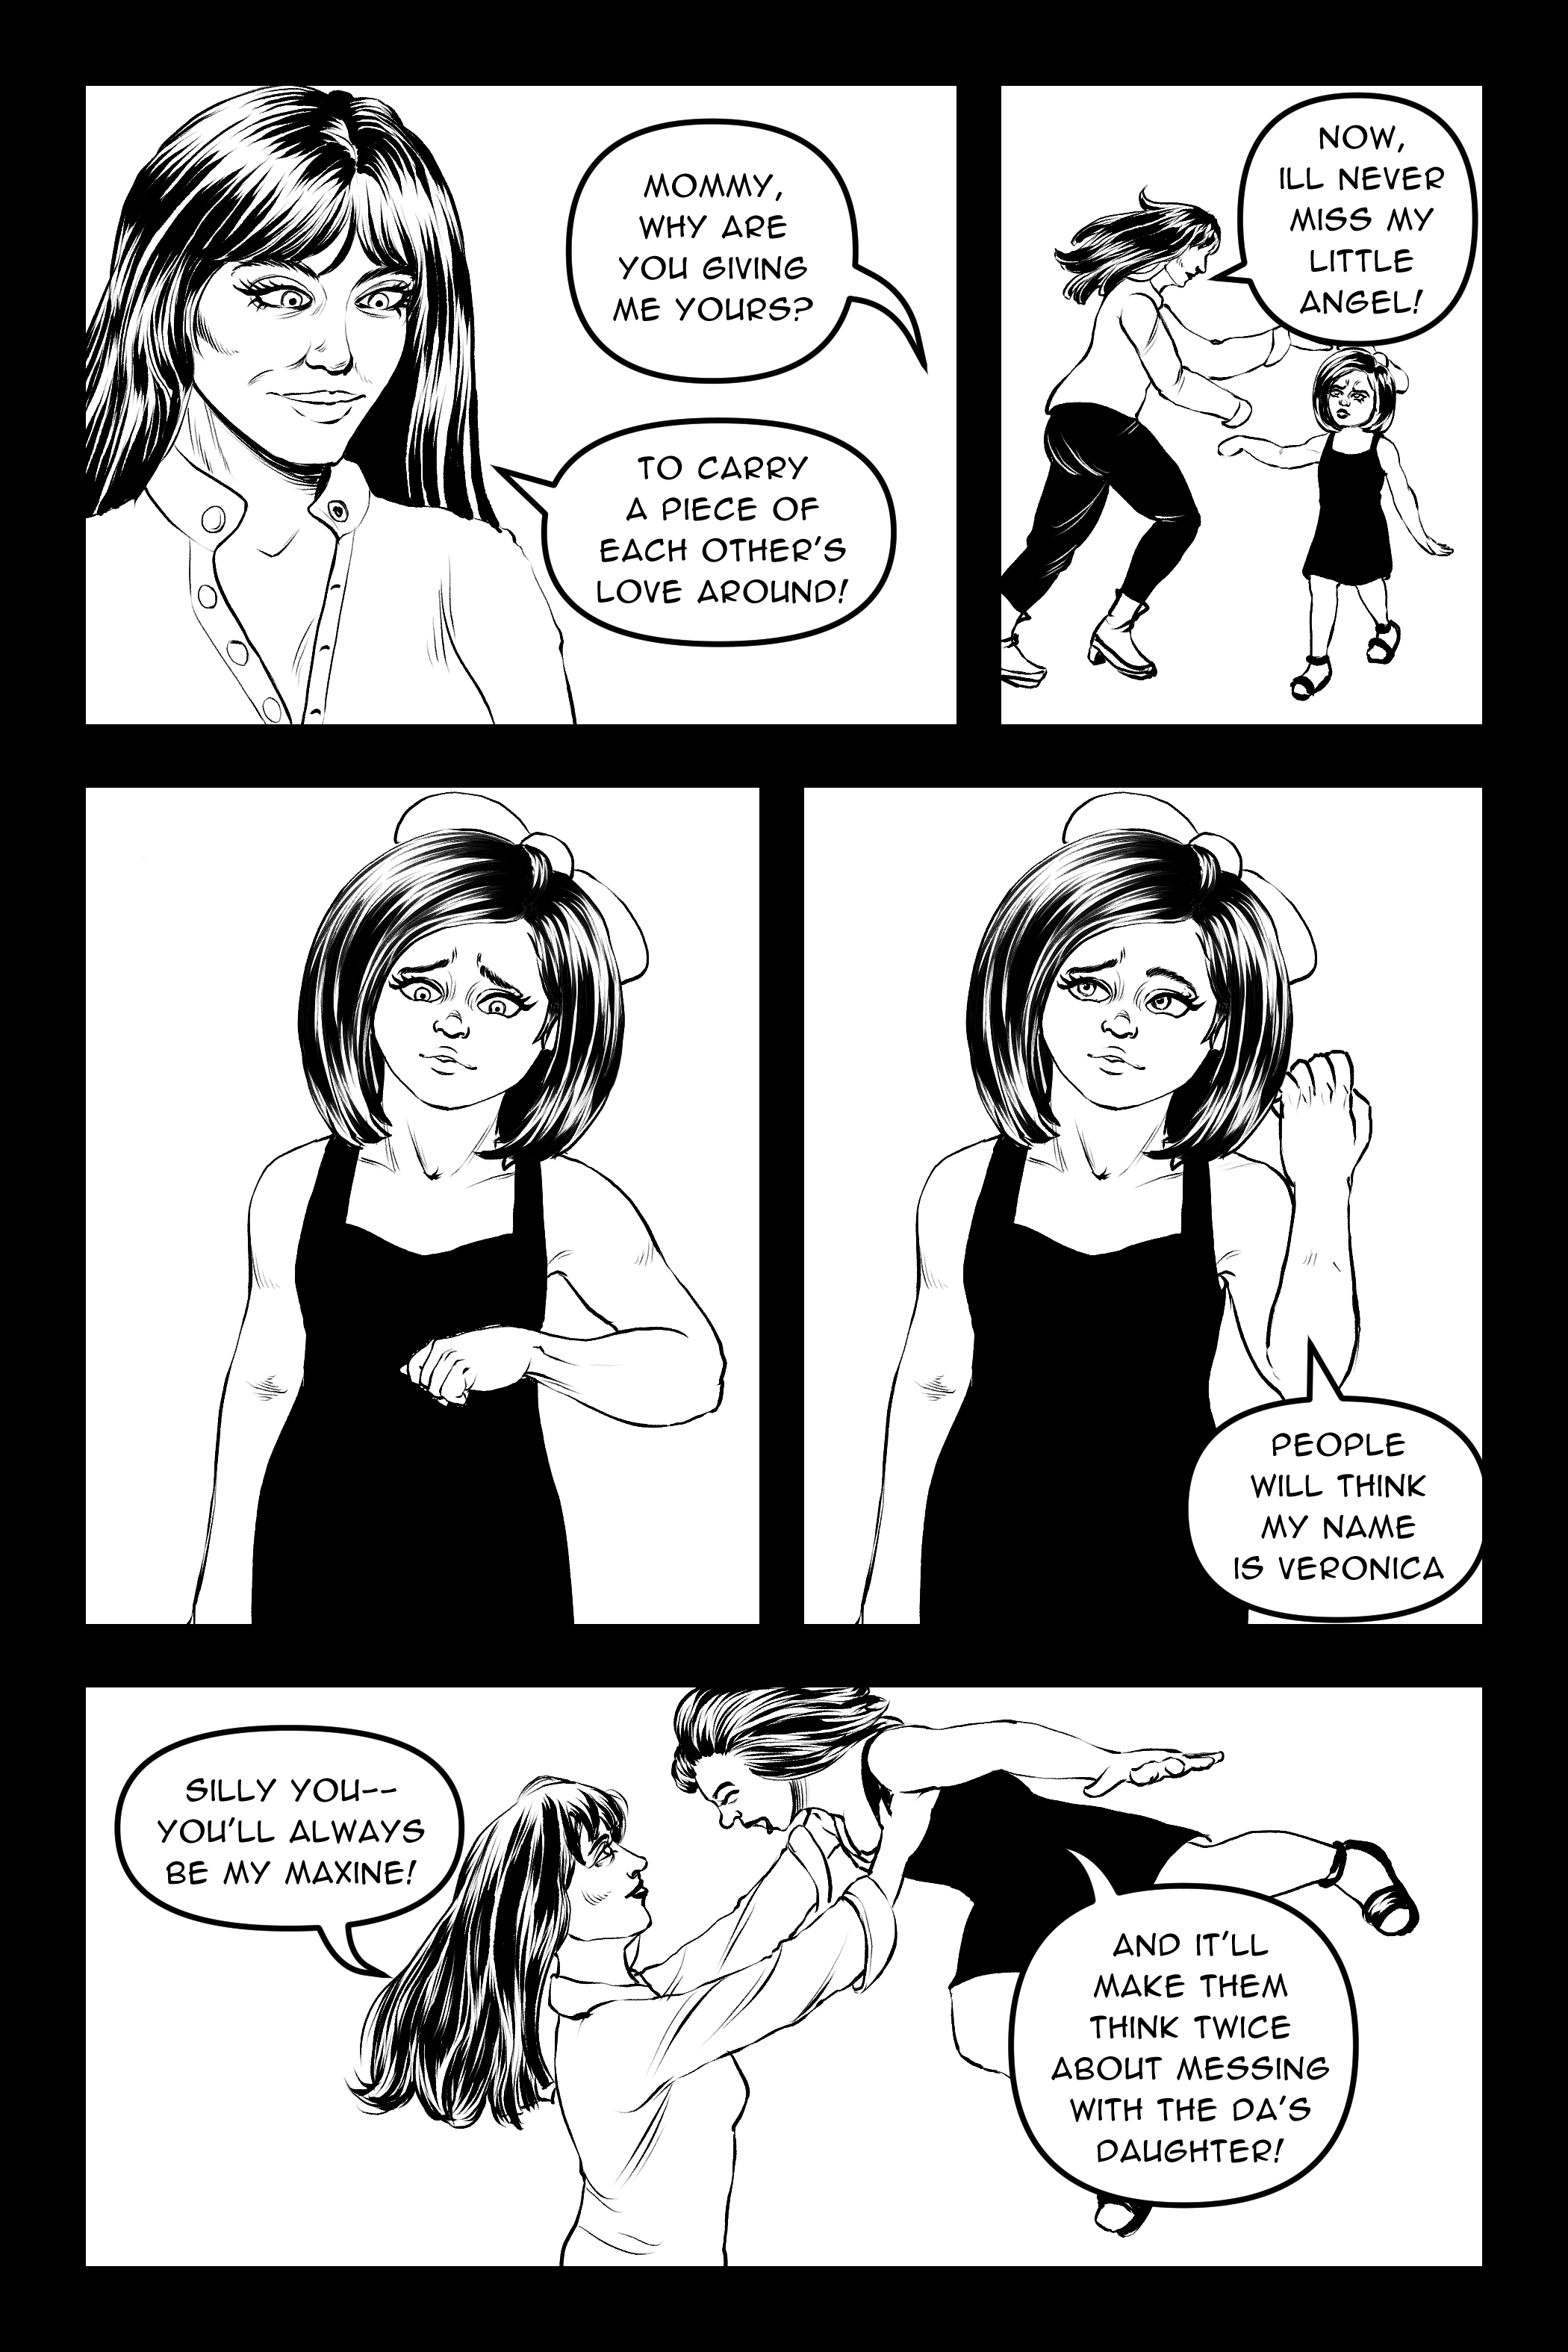 MOMMY,
WHY ARE
YOU GIVING
ME YOURS?
TO CARRY
A PIECE OF
EACH OTHER'S
LOVE AROUND!
NOW,
ILL NEVER
MISS MY
LITTLE
ANGEL!
PEOPLE
WILL THINK
MY NAME
IS VERONICA
SILLY YOU--
YOU'LL ALWAYS
BE MY MAXINE!
AND IT'LL
MAKE THEM
THINK TWICE
ABOUT MESSING
WITH THE DA'S
DAUGHTER!